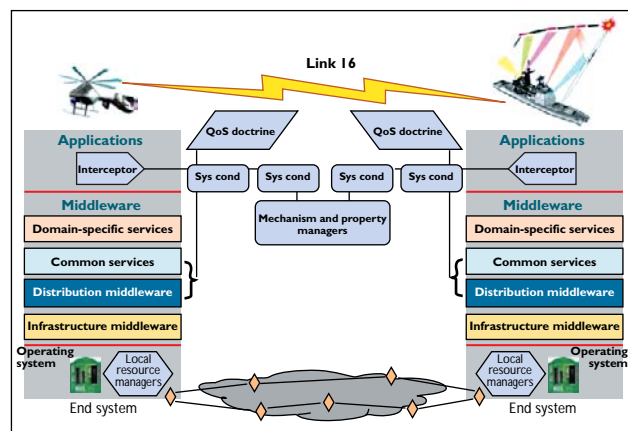 Link 16
QoS doctrine
QoS doctrine
Applications
Applications
Interceptor
Sys cond
Sys cond
Sys cond
Sys cond
Interceptor
Middleware
Mechanism and property
managers
Middleware
Domain-specific services
Domain-specific services
Common services
Common services
Distribution middleware
Distribution middleware
Infrastructure middleware
Infrastructure middleware
Operating
system
Local
resource
managers
Local
resource
managers
Operating
system
End system
End system